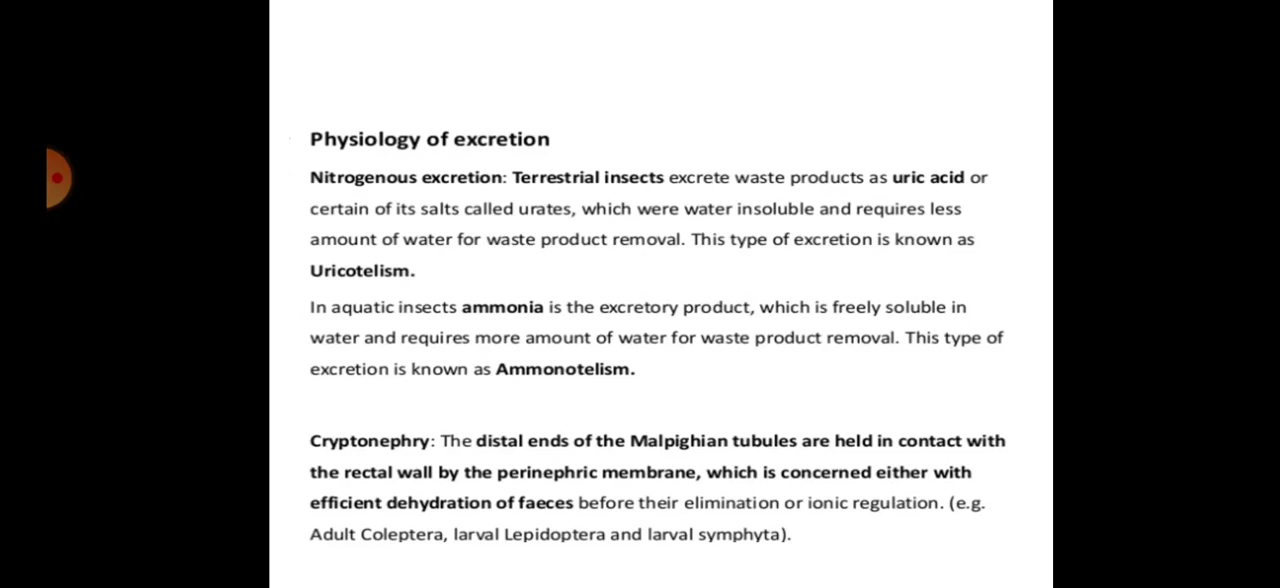 Physiology of excretion
Nitrogenous excretion: Terrestrial insects excrete waste products as uric acid or
certain of its salts called urates, which were water insoluble and requires less
amount of water for waste product removal. This type of excretion is known as
Uricotelism.
In aquatic insects ammonia is the excretory product, which is freely soluble in
water and requires more amount of water for waste product removal. This type of
excretion is known as Ammonotelism.
Cryptonephry: The distal ends of the Malpighian tubules are held in contact with
the rectal wall by the perinephric membrane, which is concerned either with
efficient dehydration of faeces before their elimination or ionic regulation. (e.g.
Adult Coleptera, larval Lepidoptera and larval symphyta).